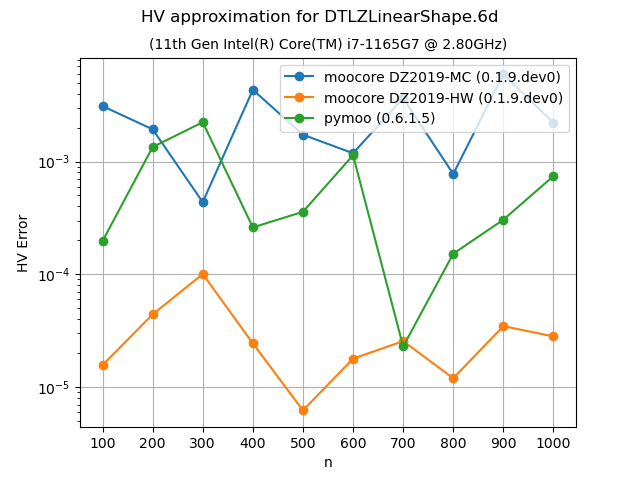 HV approximation for DTLZLinearShape.6d
(11th Gen Intel(R) Core(TM) i7-1165G7 @ 2.80GHz)
moocore DZ2019-MC (0.1.9.dev0)
moocore DZ2019-HW (0.1.9.dev0)
pymoo (0.6.1.5)
HV Error
10⁻³
10⁻⁴
10⁻⁵
100 200 300 400 500 600 700 800 900 1000
n